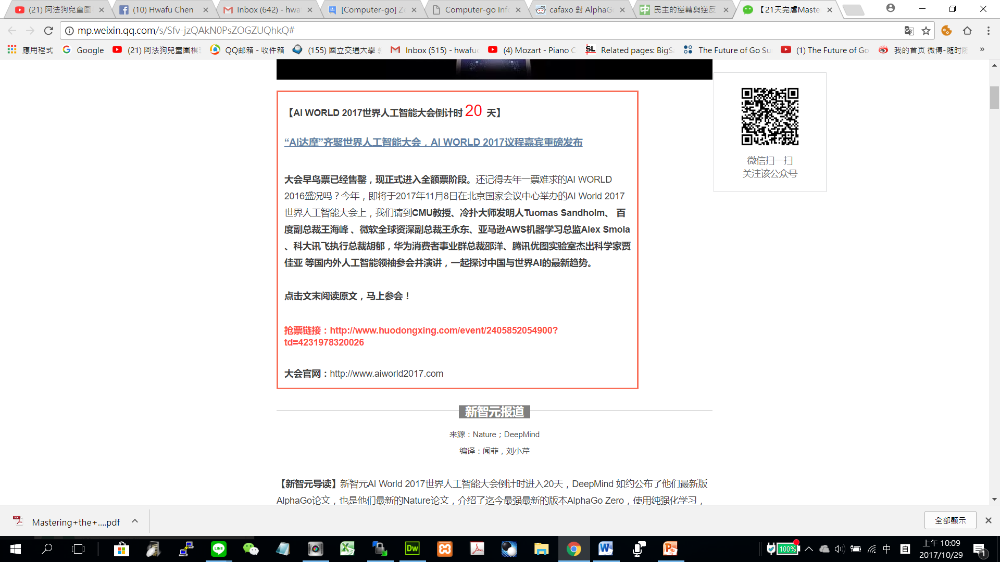 (21) 阿法狗兒童圍
(10) Hwafu Chen
Inbox (642) - hwa
[Computer-go] Ze
Computer-go Info
cafaxo 對 AlphaGo
民主的逆轉與逆反
【21天完虐Maste
mp.weixin.qq.com/s/Sfv-jzQAkN0PsZOGZUQhkQ#
應用程式
Google
(21) 阿法狗兒童圍棋
QQ邮箱 - 收件箱
(155) 國立交通大學
Inbox (515) - hwafu
(4) Mozart - Piano C
SL
Related pages: BigS
The Future of Go Su
(1) The Future of Go
我的首页 微博-随时随
»
【AI WORLD 2017世界人工智能大会倒计时 20 天】
“AI达摩”齐聚世界人工智能大会，AI WORLD 2017议程嘉宾重磅发布
大会早鸟票已经售罄，现正式进入全额票阶段。还记得去年一票难求的AI WORLD
2016盛况吗？今年，即将于2017年11月8日在北京国家会议中心举办的AI World 2017
世界人工智能大会上，我们请到CMU教授、冷扑大师发明人Tuomas Sandholm、 百
度副总裁王海峰 、微软全球资深副总裁王永东、亚马逊AWS机器学习总监Alex Smola
、科大讯飞执行总裁胡郁，华为消费者事业群总裁邵洋、腾讯优图实验室杰出科学家贾
佳亚 等国内外人工智能领袖参会并演讲，一起探讨中国与世界AI的最新趋势。
点击文末阅读原文，马上参会！
抢票链接：http://www.huodongxing.com/event/2405852054900?
td=4231978320026
大会官网：http://www.aiworld2017.com
微信扫一扫
关注该公众号
新智元报道
来源：Nature；DeepMind
编译：闻菲，刘小芹
【新智元导读】新智元AI World 2017世界人工智能大会倒计时进入20天，DeepMind 如约公布了他们最新版
AlphaGo论文，也是他们最新的Nature论文，介绍了迄今最强最新的版本AlphaGo Zero，使用纯强化学习，
Mastering+the+....pdf
全部顯示
LINE
Dw
100%
中
上午 10:09
2017/10/29
1